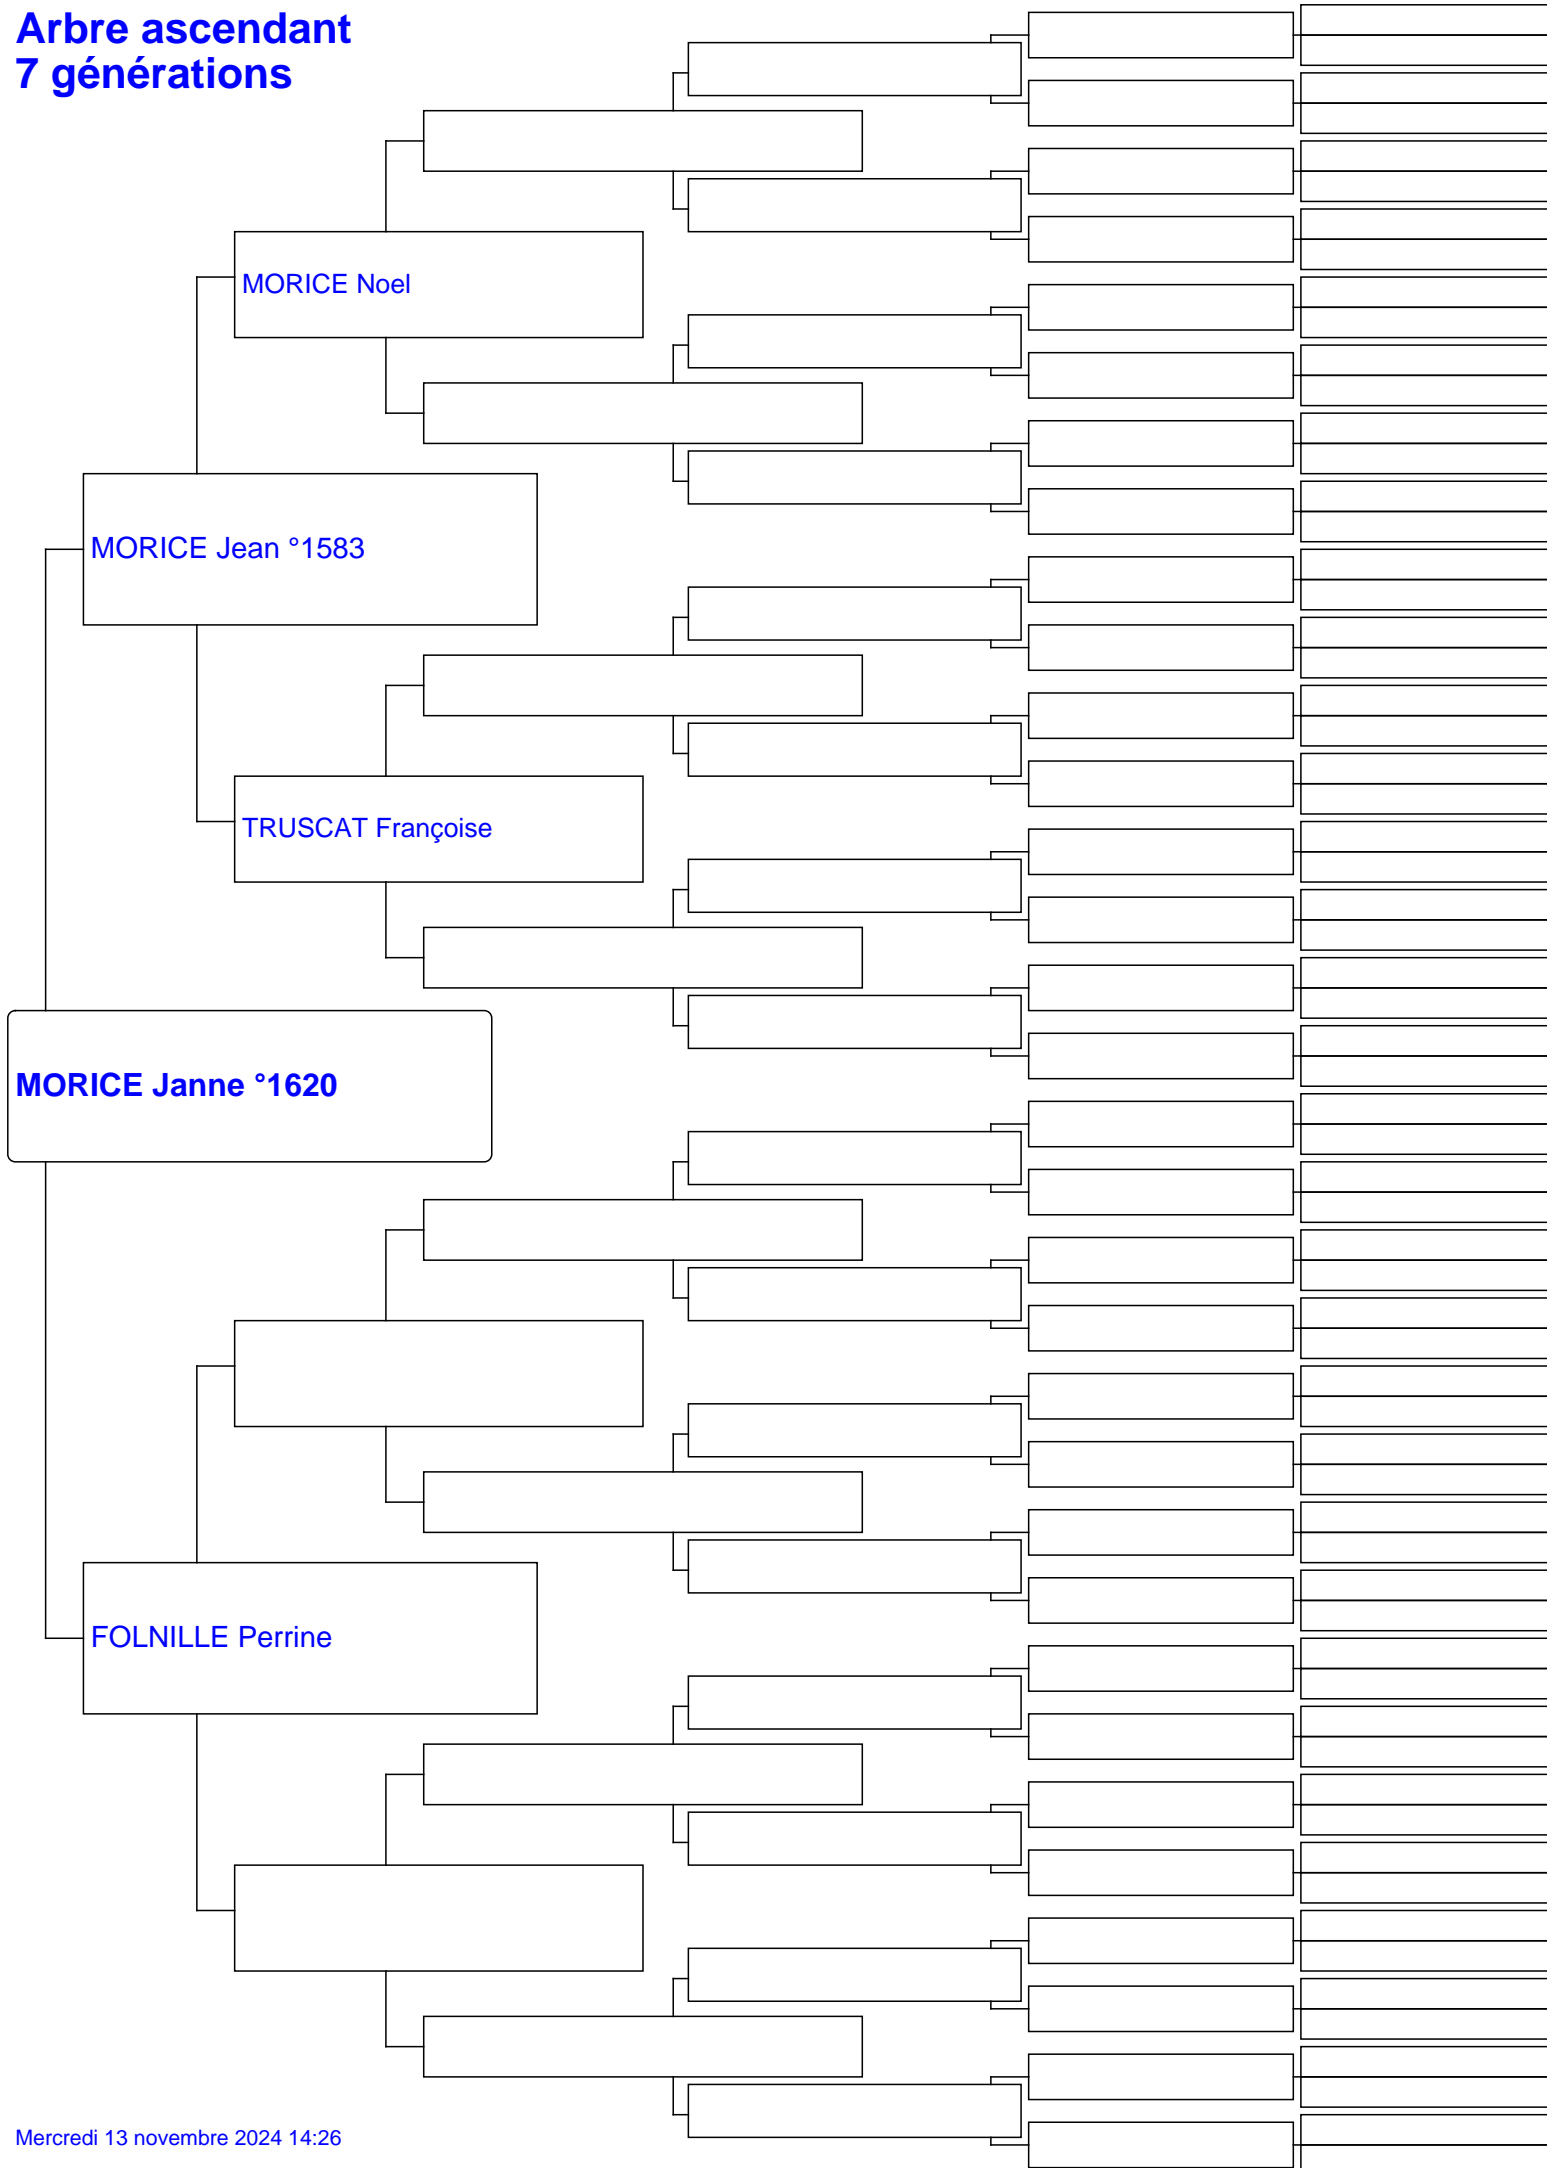 Arbre ascendant
7 générations
MORICE Noel
MORICE Jean °1583
TRUSCAT Françoise
MORICE Janne °1620
FOLNILLE Perrine
Mercredi 13 novembre 2024 14:26